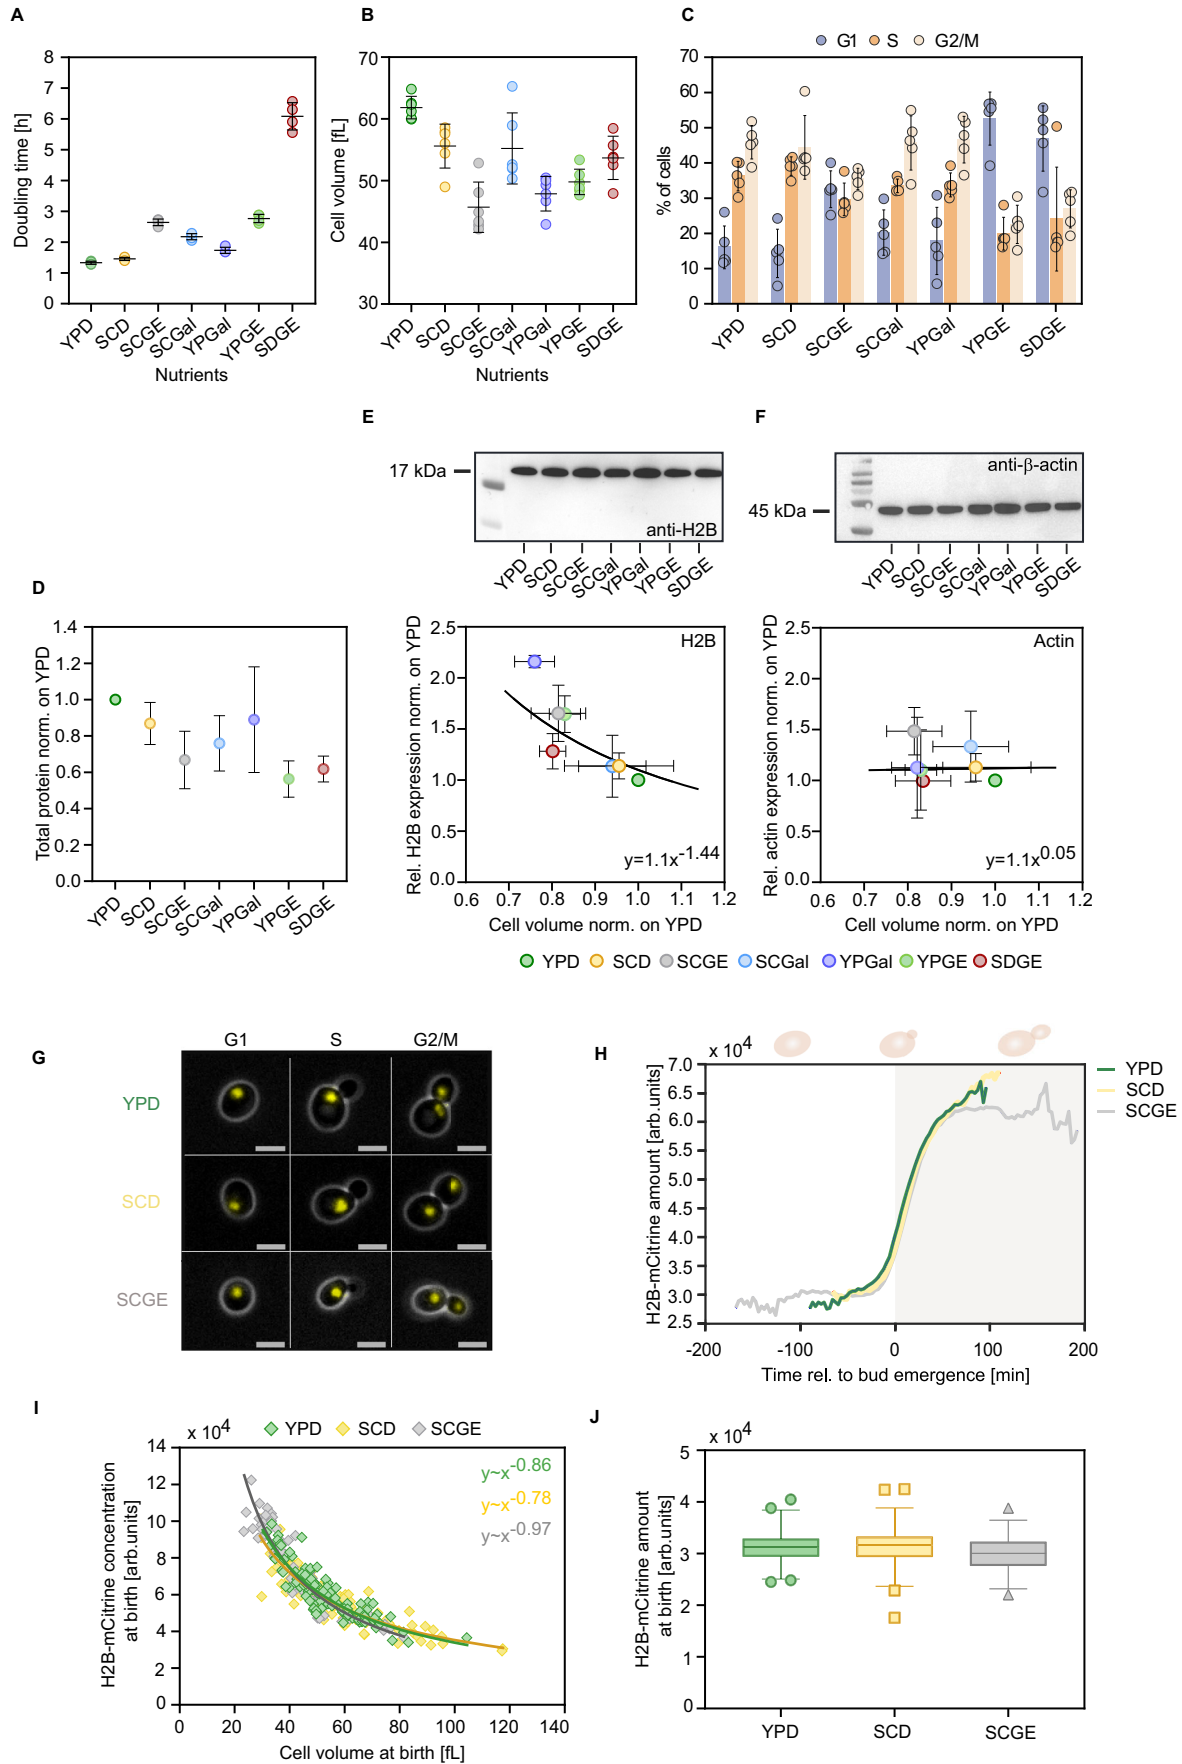 A
B
C
G1 S G2/M
Doubling time [h]
8
7
6
5
4
3
2
1
0
YPD
SCD
SCGE
SCGal
YPGal
YPGE
SDGE
Nutrients
Cell volume [fL]
70
60
50
40
30
YPD
SCD
SCGE
SCGal
YPGal
YPGE
SDGE
Nutrients
% of cells
70
60
50
40
30
20
10
0
YPD
SCD
SCGE
SCGal
YPGal
YPGE
SDGE
E
17 kDa
anti-H2B
YPD
SCD
SCGE
SCGal
YPGal
YPGE
SDGE
F
45 kDa
anti-β-actin
YPD
SCD
SCGE
SCGal
YPGal
YPGE
SDGE
D
Total protein norm. on YPD
1.4
1.2
1.0
0.8
0.6
0.4
0.2
0.0
YPD
SCD
SCGE
SCGal
YPGal
YPGE
SDGE
Rel. H2B expression norm. on YPD
2.5
2.0
1.5
1.0
0.5
0.0
H2B
y=1.1x-1.44
0.6 0.7 0.8 0.9 1.0 1.1 1.2
Cell volume norm. on YPD
Rel. actin expression norm. on YPD
2.5
2.0
1.5
1.0
0.5
0.0
Actin
y=1.1x0.05
0.6 0.7 0.8 0.9 1.0 1.1 1.2
Cell volume norm. on YPD
YPD SCD SCGE SCGal YPGal YPGE SDGE
G
G1 S G2/M
YPD
SCD
SCGE
H
x 104
H2B-mCitrine amount [arb.units]
7.0
6.0
5.0
4.0
3.5
3.0
2.5
-200 -100 0 100 200
Time rel. to bud emergence [min]
YPD
SCD
SCGE
I
YPD SCD SCGE
x 104
H2B-mCitrine concentration
at birth [arb.units]
14
12
10
8
6
4
2
0
y~x-0.86
y~x-0.78
y~x-0.97
0 20 40 60 80 100 120 140
Cell volume at birth [fL]
J
x 104
H2B-mCitrine amount
at birth [arb.units]
5
4
3
2
1
0
YPD SCD SCGE